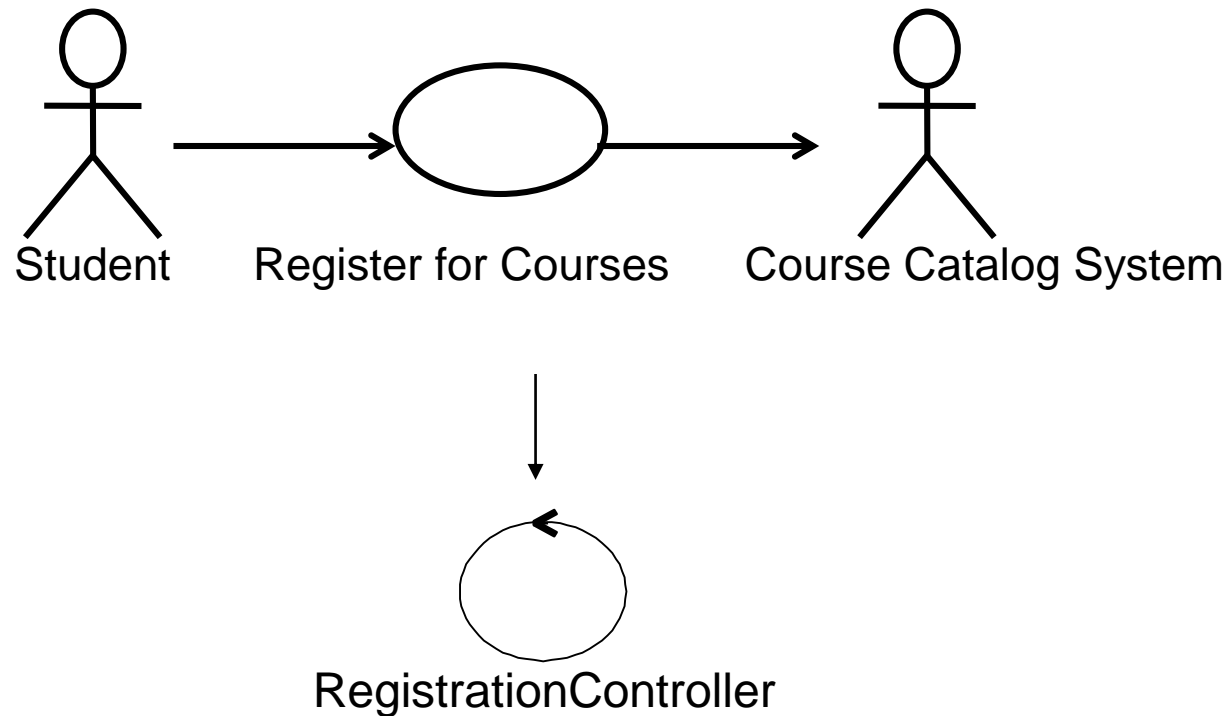 Student
Register for Courses
Course Catalog System
RegistrationController